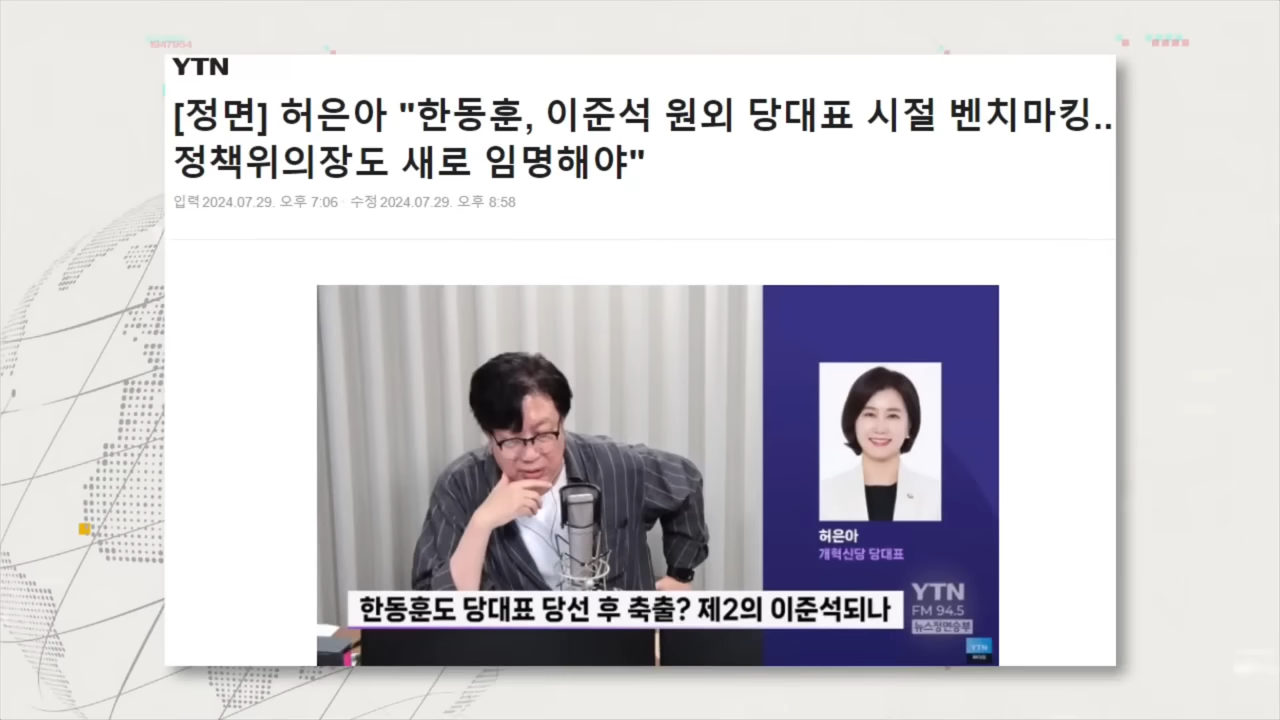 1047954
YTN
[정면] 허은아 "한동훈, 이준석 원외 당대표 시절 벤치마킹..
정책위의장도 새로 임명해야"
입력 2024.07.29. 오후 7:06 · 수정 2024.07.29. 오후 8:58
허은아
개혁신당 당대표
YTN
FM 94.5
뉴스정면승부
한동훈도 당대표 당선 후 축출? 제2의 이준석되나
YTN